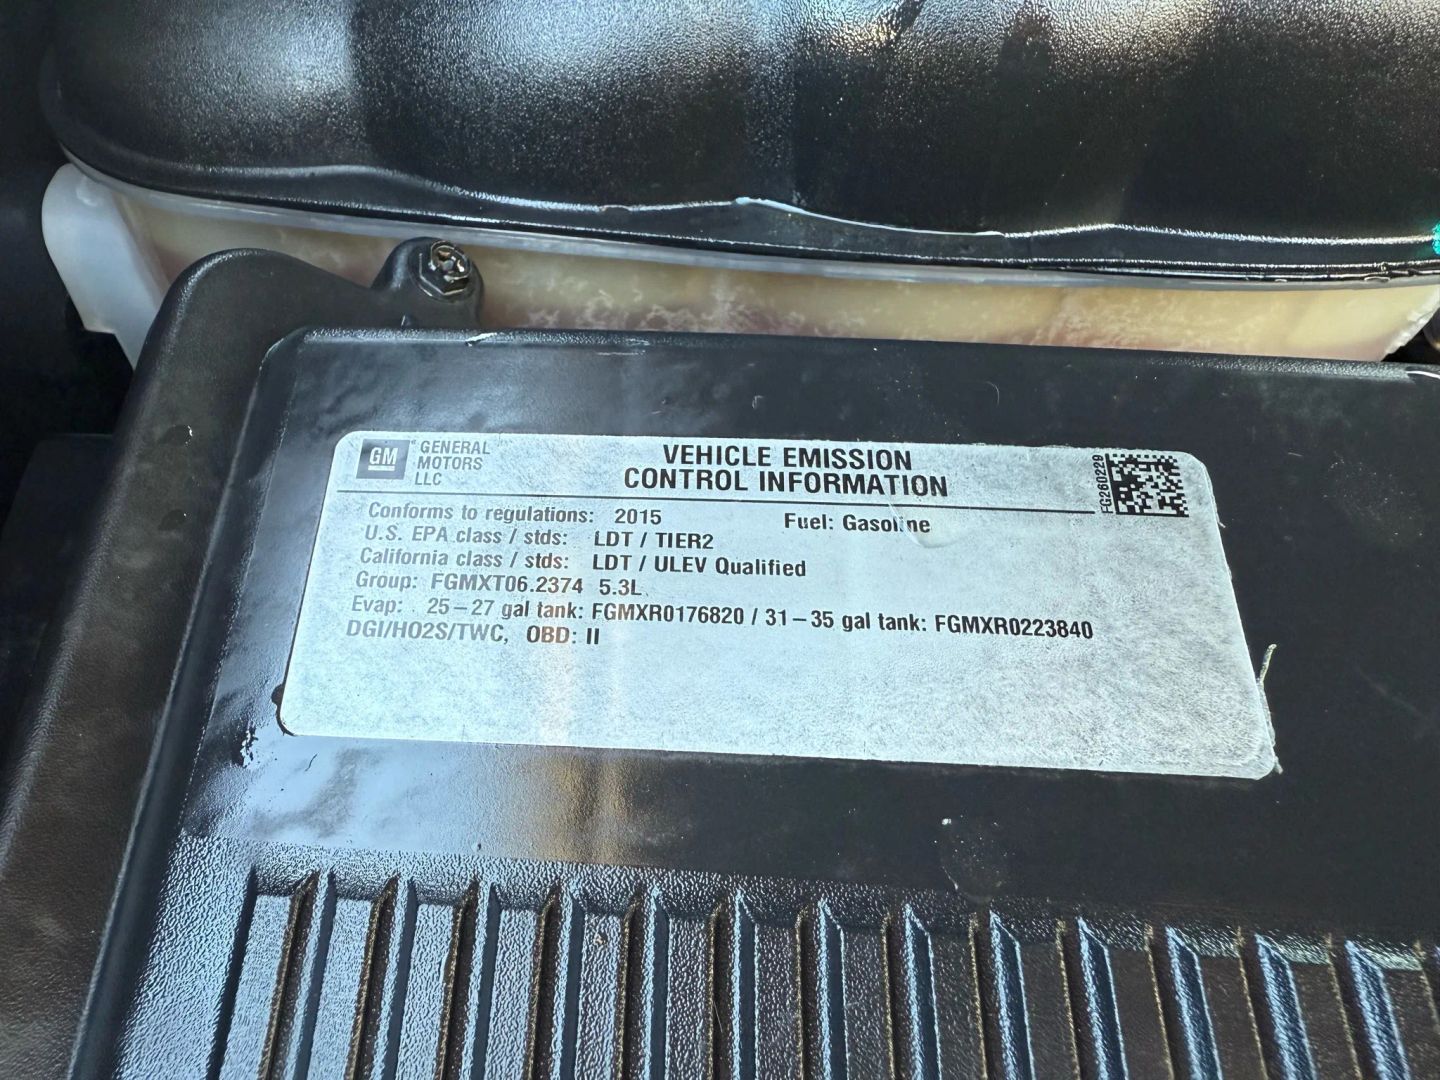 GM
GENERAL
MOTORS
LLC
VEHICLE EMISSION
CONTROL INFORMATION
FG260229
Conforms to regulations: 2015 Fuel: Gasoline
U.S. EPA class / stds: LDT / TIER2
California class / stds: LDT / ULEV Qualified
Group: FGMXT06.2374 5.3L
Evap: 25-27 gal tank: FGMXR0176820 / 31-35 gal tank: FGMXR0223840
DGI/HO2S/TWC, OBD: II